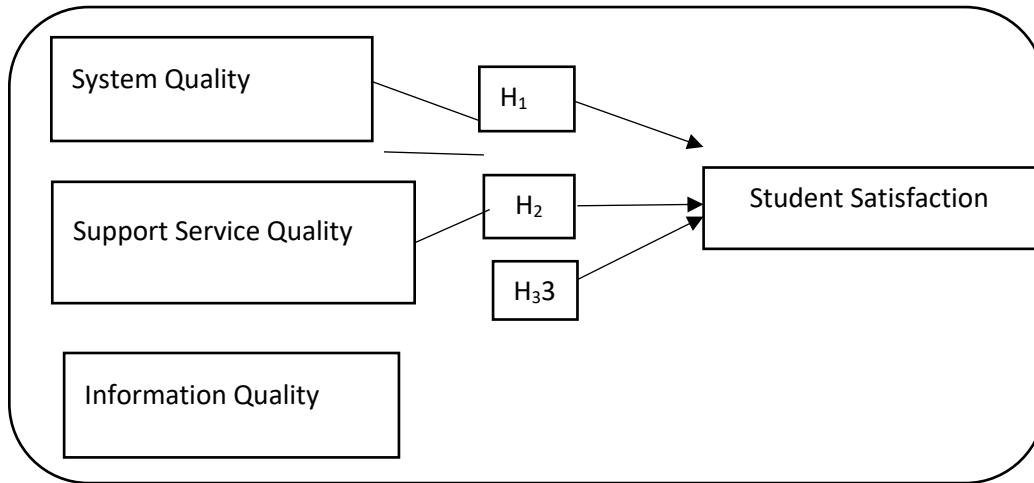 System Quality
H₁
Student Satisfaction
Support Service Quality
H₂
H₃3
Information Quality